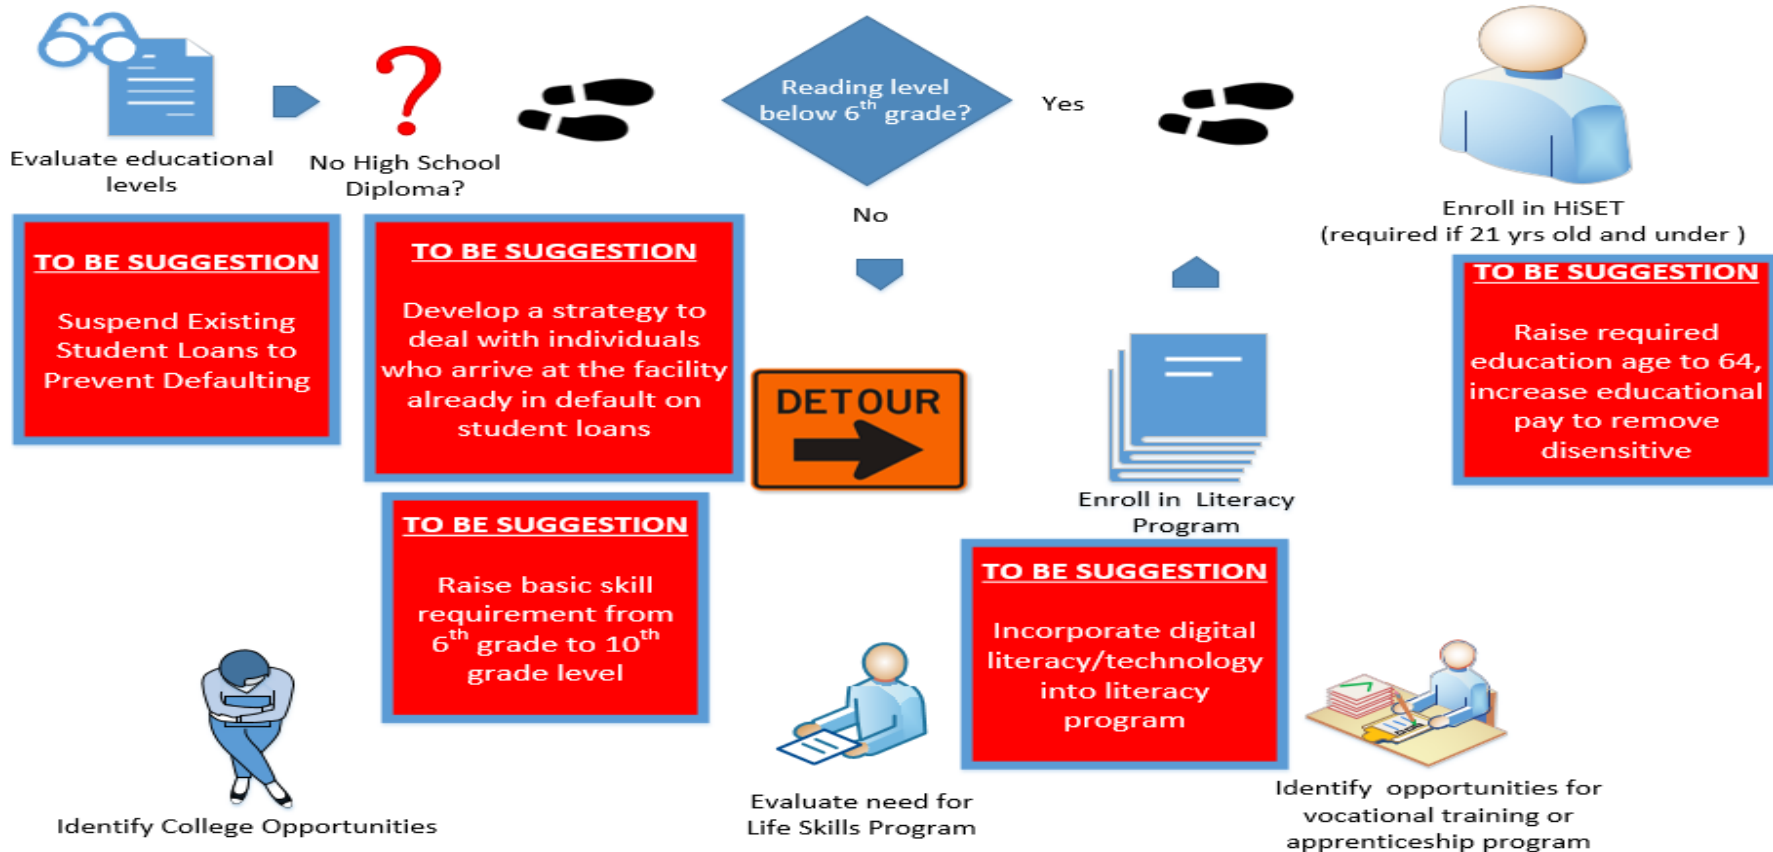 Evaluate educational
levels
No High School
Diploma?
Reading level
below 6th grade?
Yes
No
Enroll in HiSET
(required if 21 yrs old and under )
TO BE SUGGESTION
Suspend Existing
Student Loans to
Prevent Defaulting
TO BE SUGGESTION
Develop a strategy to
deal with individuals
who arrive at the facility
already in default on
student loans
DETOUR
Enroll in Literacy
Program
TO BE SUGGESTION
Raise required
education age to 64,
increase educational
pay to remove
disensitive
TO BE SUGGESTION
Raise basic skill
requirement from
6th grade to 10th
grade level
TO BE SUGGESTION
Incorporate digital
literacy/technology
into literacy
program
Identify College Opportunities
Evaluate need for
Life Skills Program
Identify opportunities for
vocational training or
apprenticeship program